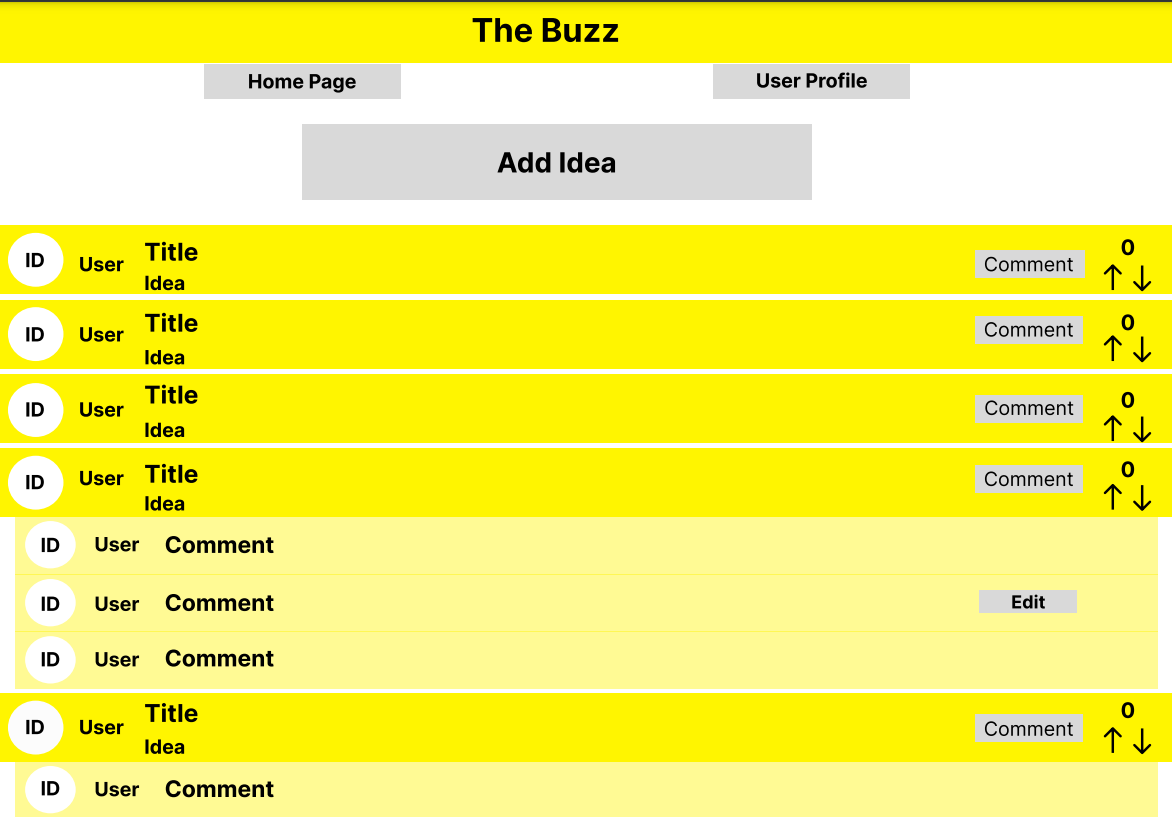 The Buzz
Home Page User Profile
Add Idea
ID User Title Comment 0
Idea ↑ ↓
ID User Title Comment 0
Idea ↑ ↓
ID User Title Comment 0
Idea ↑ ↓
ID User Title Comment 0
Idea ↑ ↓
ID User Comment
ID User Comment Edit
ID User Comment
ID User Title Comment 0
Idea ↑ ↓
ID User Comment